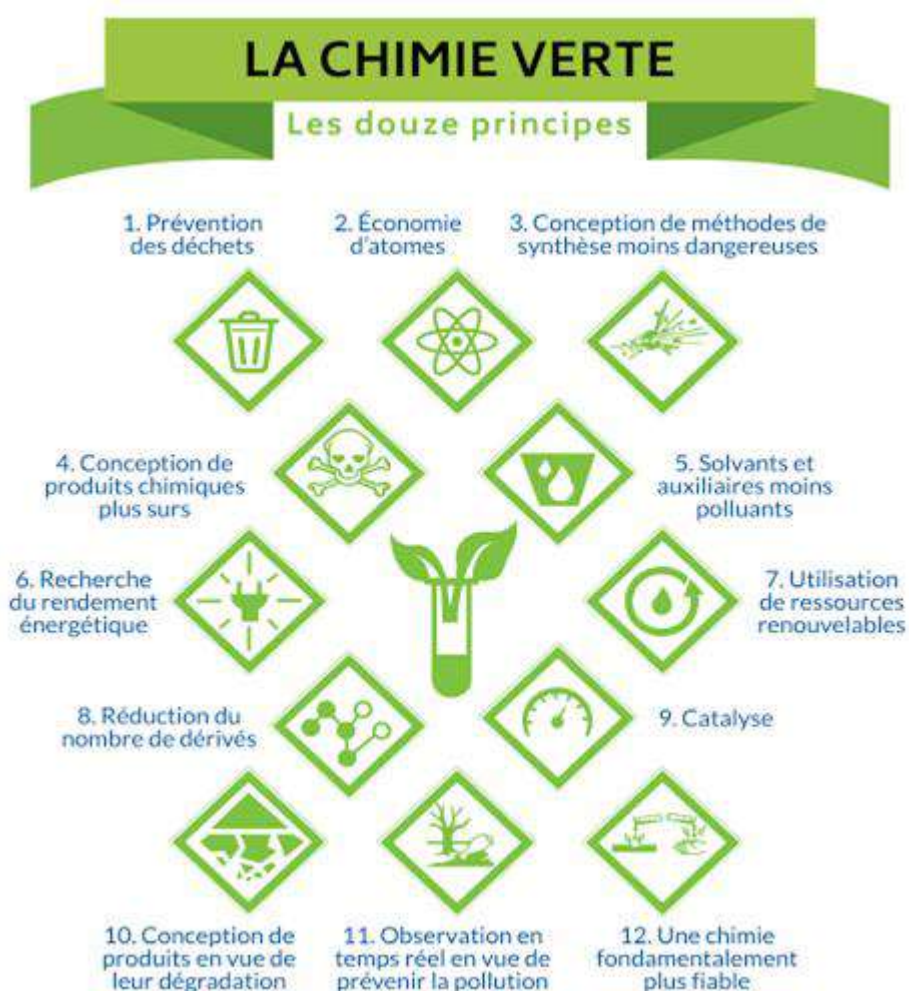 LA CHIMIE VERTE
Les douze principes
1. Prévention
des déchets
2. Économie
d'atomes
3. Conception de méthodes de
synthèse moins dangereuses
4. Conception de
produits chimiques
plus surs
5. Solvants et
auxiliaires moins
polluants
6. Recherche
du rendement
énergétique
7. Utilisation
de ressources
renouvelables
8. Réduction du
nombre de dérivés
9. Catalyse
10. Conception de
produits en vue de
leur dégradation
11. Observation en
temps réel en vue de
prévenir la pollution
12. Une chimie
fondamentalement
plus fiable